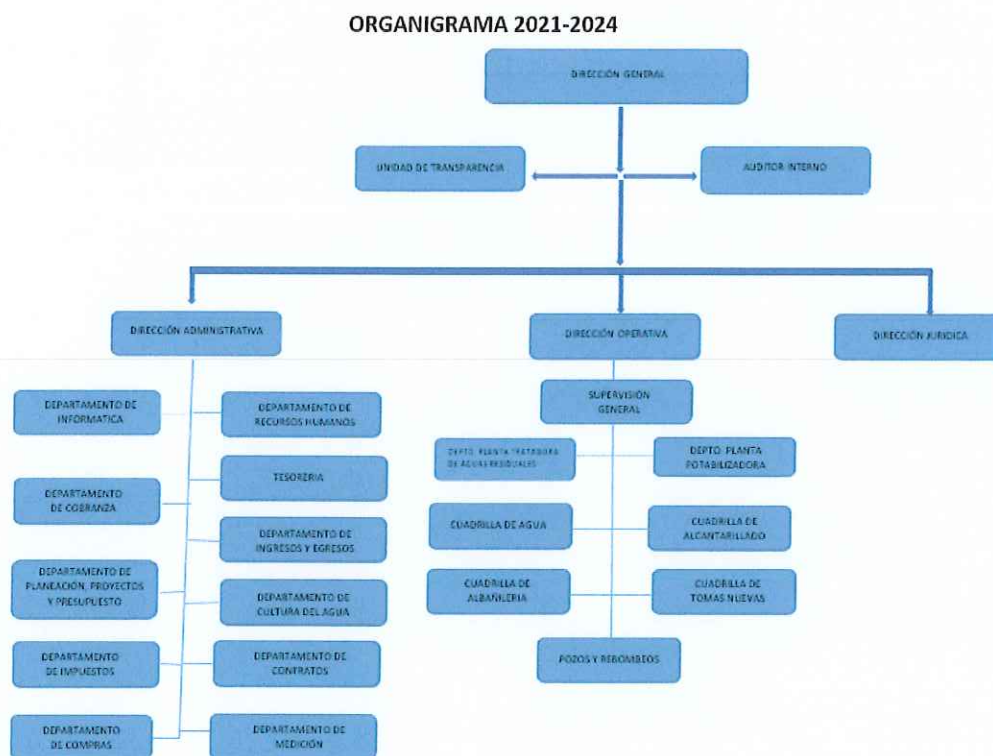 ORGANIGRAMA 2021-2024
DIRECCIÓN GENERAL
UNIDAD DE TRANSPARENCIA
AUDITOR INTERNO
DIRECCIÓN ADMINISTRATIVA
DIRECCIÓN OPERATIVA
DIRECCIÓN JURIDICA
DEPARTAMENTO DE
INFORMATICA
DEPARTAMENTO DE
RECURSOS HUMANOS
SUPERVISIÓN
GENERAL
DEPTO. PLANTA TRATADORA
DE AGUAS RESIDUALES
DEPTO. PLANTA
POTABILIZADORA
TESORERIA
DEPARTAMENTO
DE COBRANZA
CUADRILLA DE AGUA
CUADRILLA DE
ALCANTARILLADO
DEPARTAMENTO DE
INGRESOS Y EGRESOS
DEPARTAMENTO DE
PLANEACIÓN, PROYECTOS
Y PRESUPUESTO
DEPARTAMENTO DE
CULTURA DEL AGUA
CUADRILLA DE
ALBAÑILERIA
CUADRILLA DE
TOMAS NUEVAS
DEPARTAMENTO
DE IMPUESTOS
DEPARTAMENTO DE
CONTRATOS
POZOS Y REBOMBEOS
DEPARTAMENTO
DE COMPRAS
DEPARTAMENTO DE
MEDICIÓN